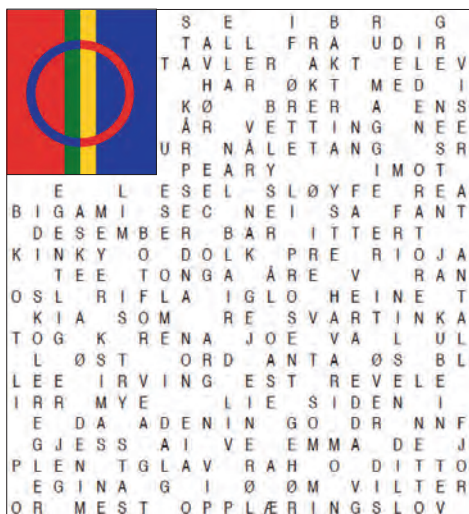 S E I B R G
TALL FRA UDIR
TAVLER AKT ELEV
HAR ØKT MED I
KØ BRER A ENS
ÅR VETTING NEE
UR NÅLETANG SR
PEARY IMOT
E L ESEL SLØYFE REA
BIGAMI SEC NEI SA FANT
DESEMBER BAR ITTERT
KINKY O DOLK PRE RIOJA
TEE TONGA ÅRE V RAN
OSL RIFLA IGLO HEINE T
KIA SOM RE SVARTINKA
TOG K RENA JOE VA L UL
L ØST ORD ANTA ØS BL
LEE IRVING EST REVELE
IRR MYE LIE SIDEN I
E DA ADENIN GO DR NNF
GJESS AI VE EMMA DE J
PLEN TGLAV RAH O DITTO
EGINA G I Ø ØM VILTER
OR MEST OPPLÆRINGSLOV